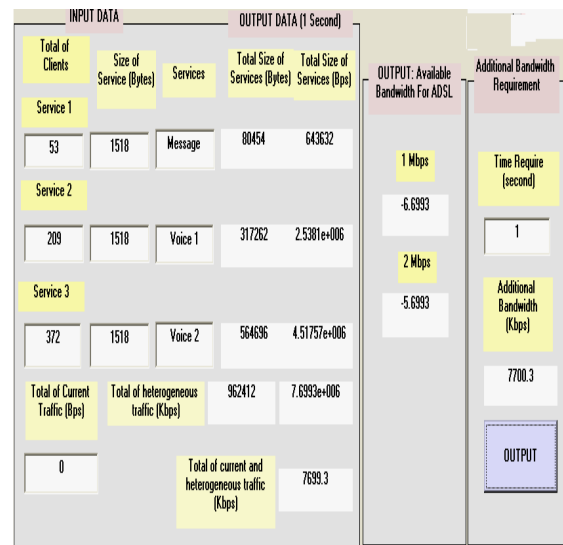 INPUT DATA
OUTPUT DATA (1 Second)
Total of
Clients
Size of
Service (Bytes)
Services
Total Size of
Services (Bytes)
Total Size of
Services (Bps)
Service 1
53
1518
Message
80454
643632
Service 2
209
1518
Voice 1
317262
2.5381e+006
Service 3
372
1518
Voice 2
564696
4.51757e+006
Total of Current
Traffic (Bps)
Total of heterogeneous
traffic (Kbps)
962412
7.6993e+006
0
Total of current and
heterogeneous traffic
(Kbps)
7699.3
OUTPUT: Available
Bandwidth For ADSL
1 Mbps
-6.6993
2 Mbps
-5.6993
Additional Bandwidth
Requirement
Time Require
(second)
1
Additional
Bandwidth
(Kbps)
7700.3
OUTPUT